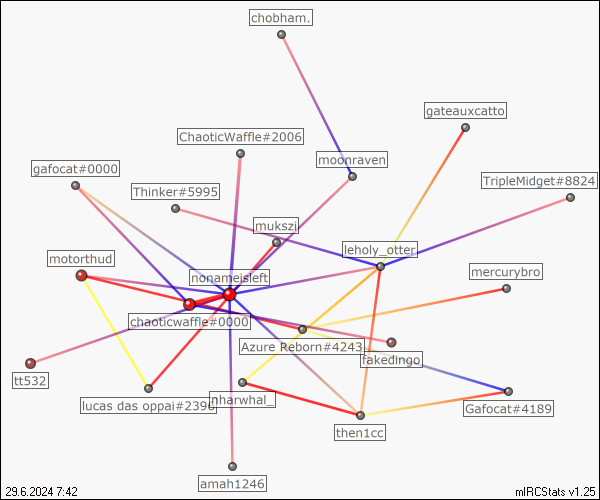 chobham.
gateauxcatto
ChaoticWaffle#2006
moonraven
gafocat#0000
TripleMidget#8824
Thinker#5995
mukszi
leholy_otter
motorthud
nonameisleft
mercurybro
chaoticwaffle#0000
Azure Reborn#4243
fakedingo
tt532
lucas das oppai#2396
nharwhal_
Gafocat#4189
then1cc
amah1246
29.6.2024 7:42
mIRCStats v1.25